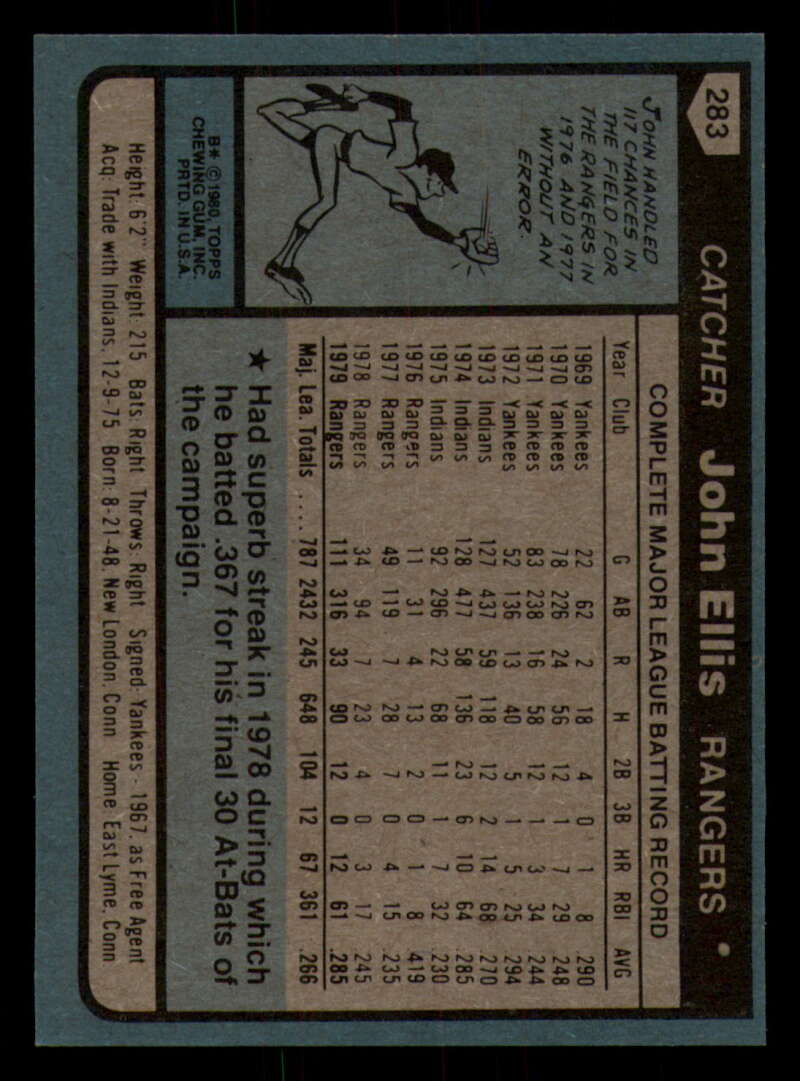 283 CATCHER John Ellis RANGERS •
JOHN HANDLED
117 CHANCES IN
THE FIELD FOR
THE RANGERS IN
1976 AND 1977
WITHOUT AN
ERROR.
B* © 1980 TOPPS
CHEWING GUM, INC.
PRTD. IN U.S.A.
COMPLETE MAJOR LEAGUE BATTING RECORD
Year Club G AB R H 2B 3B HR RBI AVG
1969 Yankees 22 62 2 18 4 0 1 8 .290
1970 Yankees 78 226 24 56 12 1 7 29 .248
1971 Yankees 83 238 16 58 12 1 3 34 .244
1972 Yankees 52 136 13 40 5 1 5 25 .294
1973 Indians 127 437 59 118 12 2 14 68 .270
1974 Indians 128 477 58 136 23 6 10 64 .285
1975 Indians 92 296 22 68 11 1 7 32 .230
1976 Rangers 11 31 4 13 2 0 1 8 .419
1977 Rangers 49 119 7 28 7 0 4 15 .235
1978 Rangers 34 94 7 23 4 0 3 17 .245
1979 Rangers 111 316 33 90 12 0 12 61 .285
Maj. Lea. Totals .... 787 2432 245 648 104 12 67 361 .266
★ Had superb streak in 1978 during which
he batted .367 for his final 30 At-Bats of
the campaign.
Height: 6'2" Weight: 215 Bats: Right Throws: Right Signed: Yankees - 1967, as Free Agent
Acq: Trade with Indians, 12-9-75 Born: 8-21-48, New London, Conn Home: East Lyme, Conn